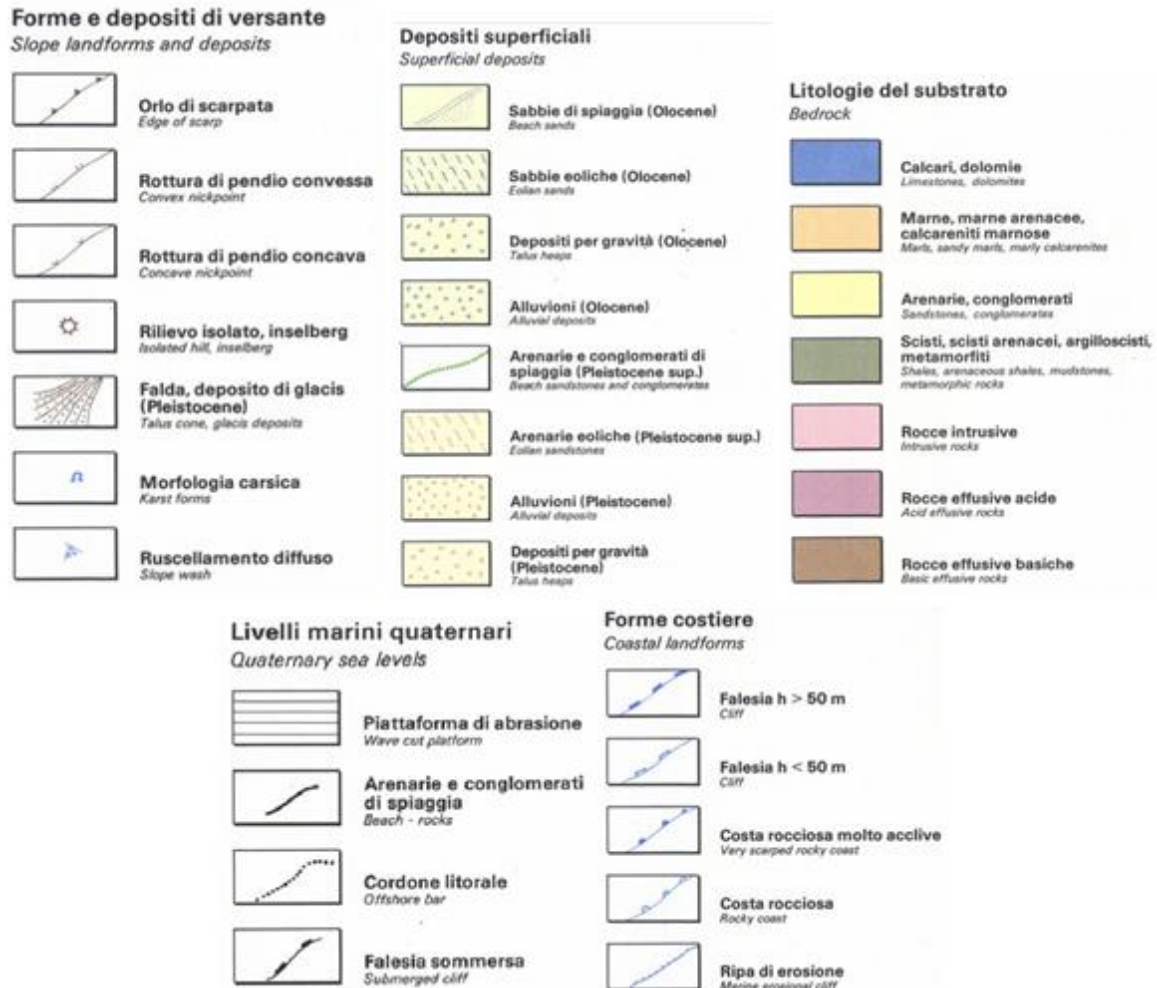 Forme e depositi di versante
Slope landforms and deposits
Orlo di scarpata
Edge of scarp
Rottura di pendio convessa
Convex nickpoint
Rottura di pendio concava
Concave nickpoint
Rilievo isolato, inselberg
Isolated hill, inselberg
Falda, deposito di glacis
(Pleistocene)
Talus cone, glacis deposits
Morfologia carsica
Karst forms
Ruscellamento diffuso
Slope wash
Depositi superficiali
Superficial deposits
Sabbie di spiaggia (Olocene)
Beach sands
Sabbie eoliche (Olocene)
Eolian sands
Depositi per gravità (Olocene)
Talus heaps
Alluvioni (Olocene)
Alluvial deposits
Arenarie e conglomerati di
spiaggia (Pleistocene sup.)
Beach sandstones and conglomerates
Arenarie eoliche (Pleistocene sup.)
Eolian sandstones
Alluvioni (Pleistocene)
Alluvial deposits
Depositi per gravità
(Pleistocene)
Talus heaps
Litologie del substrato
Bedrock
Calcari, dolomie
Limestones, dolomites
Marne, marne arenacee,
calcareniti marnose
Marls, sandy marls, marly calcarenites
Arenarie, conglomerati
Sandstones, conglomerates
Scisti, scisti arenacei, argilloscisti,
metamorfiti
Shales, arenaceous shales, mudstones,
metamorphic rocks
Rocce intrusive
Intrusive rocks
Rocce effusive acide
Acid effusive rocks
Rocce effusive basiche
Basic effusive rocks
Livelli marini quaternari
Quaternary sea levels
Piattaforma di abrasione
Wave cut platform
Arenarie e conglomerati
di spiaggia
Beach - rocks
Cordone litorale
Offshore bar
Falesia sommersa
Submerged cliff
Forme costiere
Coastal landforms
Falesia h > 50 m
Cliff
Falesia h < 50 m
Cliff
Costa rocciosa molto acclive
Very scarped rocky coast
Costa rocciosa
Rocky coast
Ripa di erosione
Marine erosional cliff